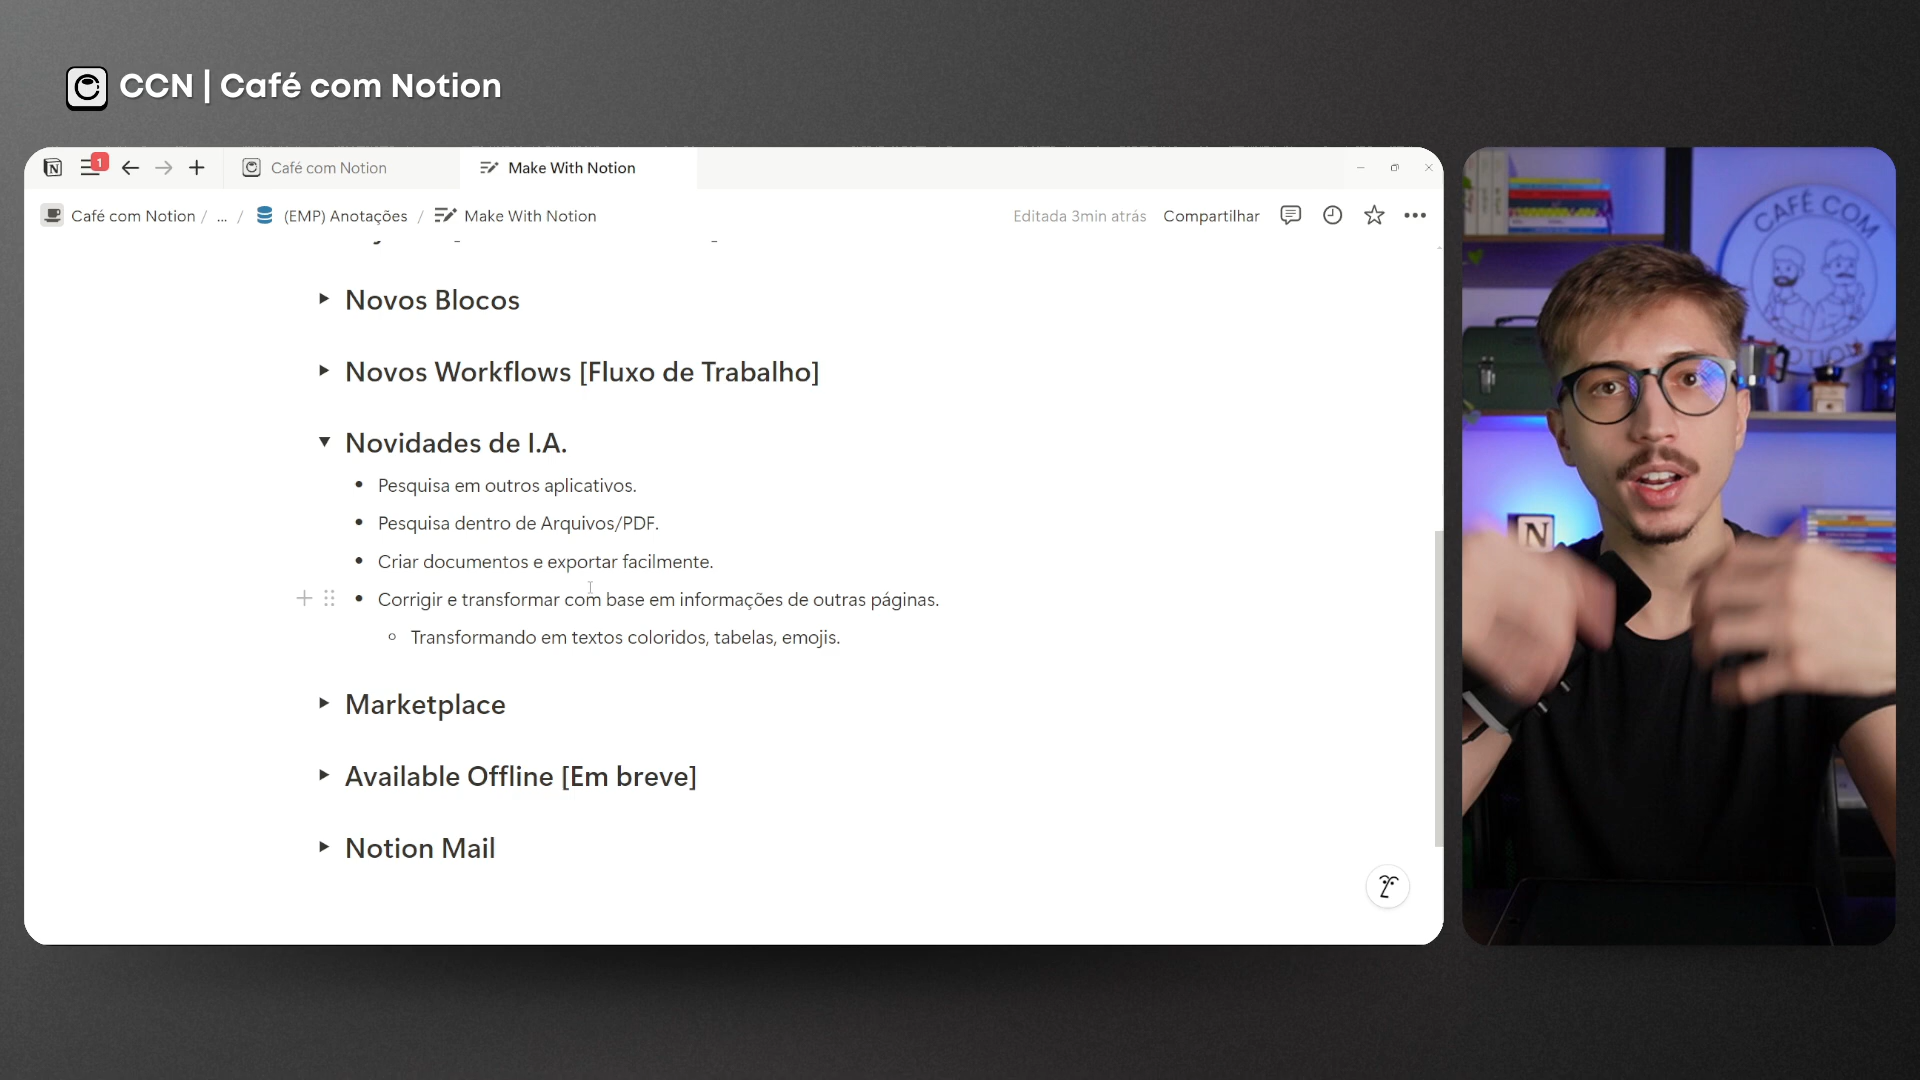 CCN | Café com Notion
1
Café com Notion
Make With Notion
Café com Notion / ... / (EMP) Anotações / Make With Notion
Editada 3min atrás
Compartilhar
Novos Blocos
Novos Workflows [Fluxo de Trabalho]
Novidades de I.A.
Pesquisa em outros aplicativos.
Pesquisa dentro de Arquivos/PDF.
Criar documentos e exportar facilmente.
Corrigir e transformar com base em informações de outras páginas.
Transformando em textos coloridos, tabelas, emojis.
Marketplace
Available Offline [Em breve]
Notion Mail
CAFÉ COM
N